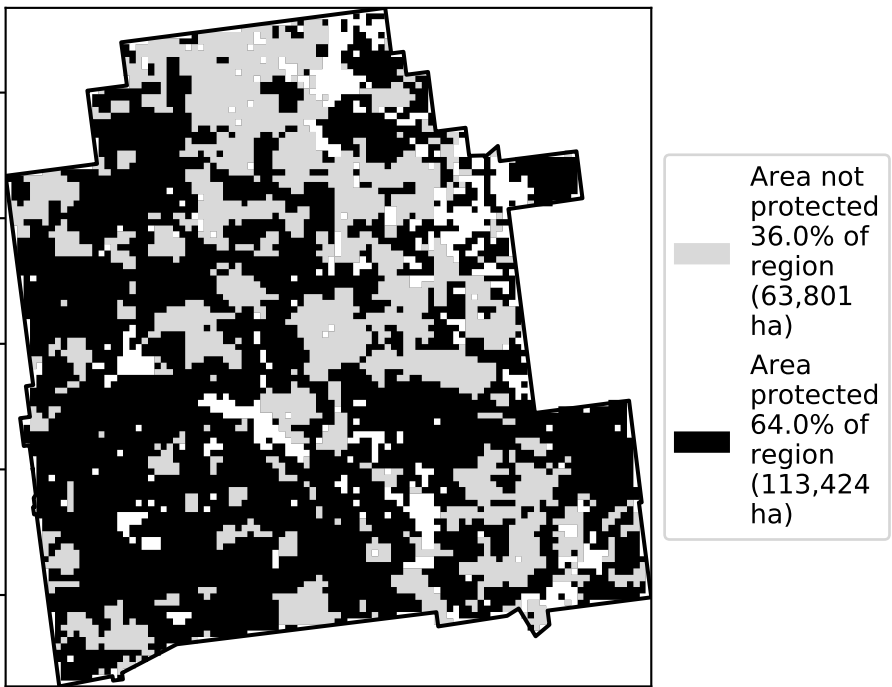 Area not
protected
36.0% of
region
(63,801
ha)
Area
protected
64.0% of
region
(113,424
ha)